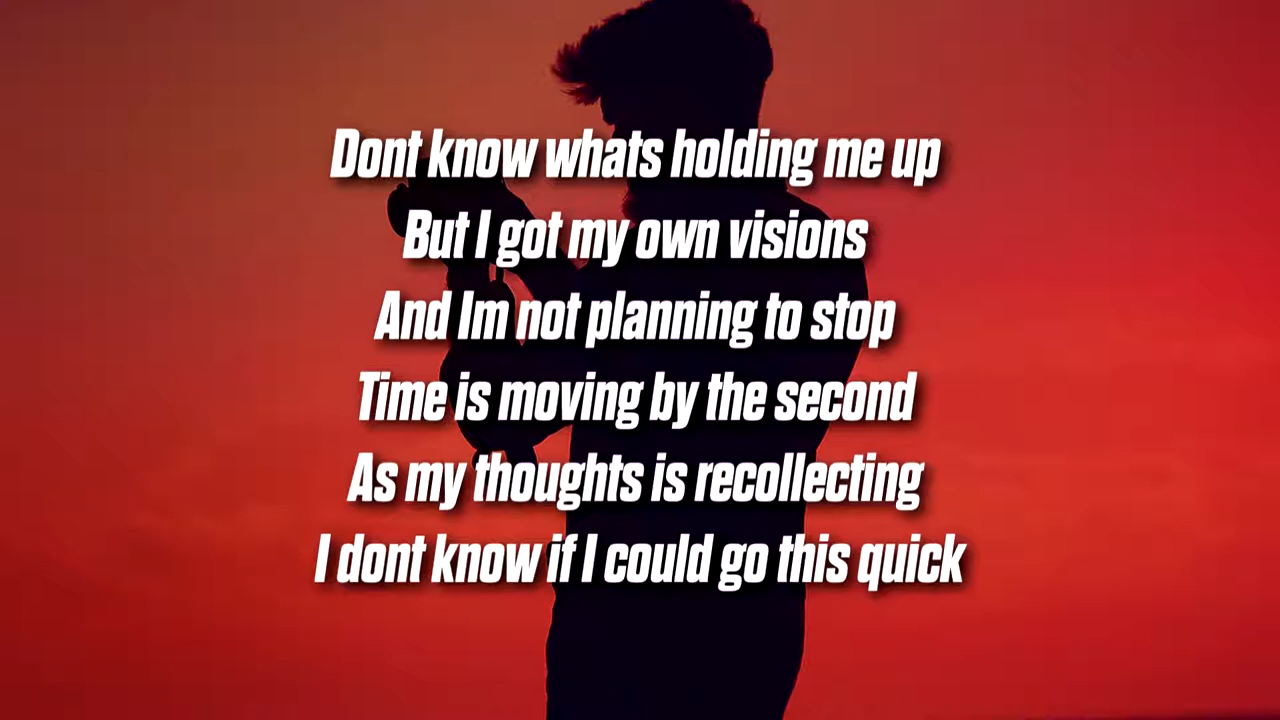 Dont know whats holding me up
But I got my own visions
And Im not planning to stop
Time is moving by the second
As my thoughts is recollecting
I dont know if I could go this quick